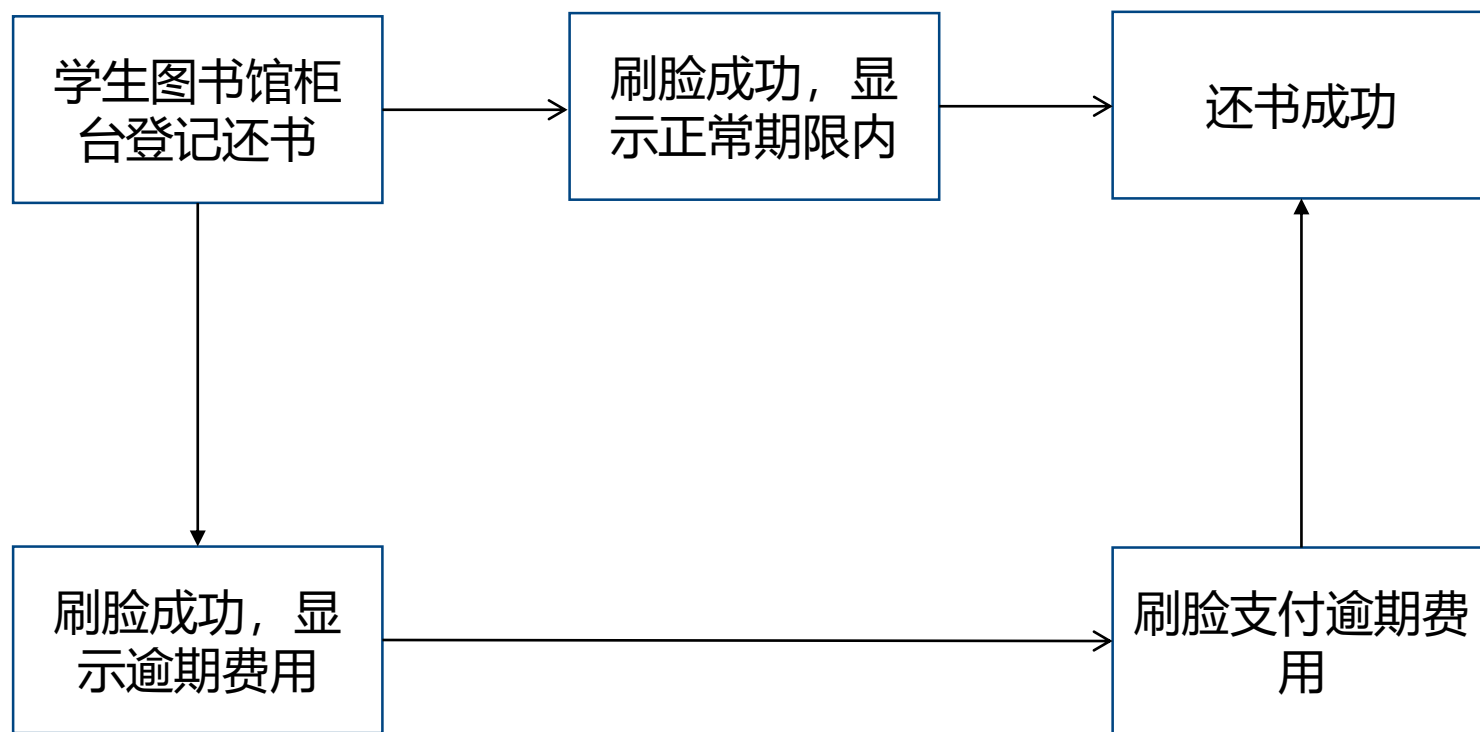 学生图书馆柜
台登记还书
刷脸成功，显
示正常期限内
还书成功
刷脸成功，显
示逾期费用
刷脸支付逾期费
用